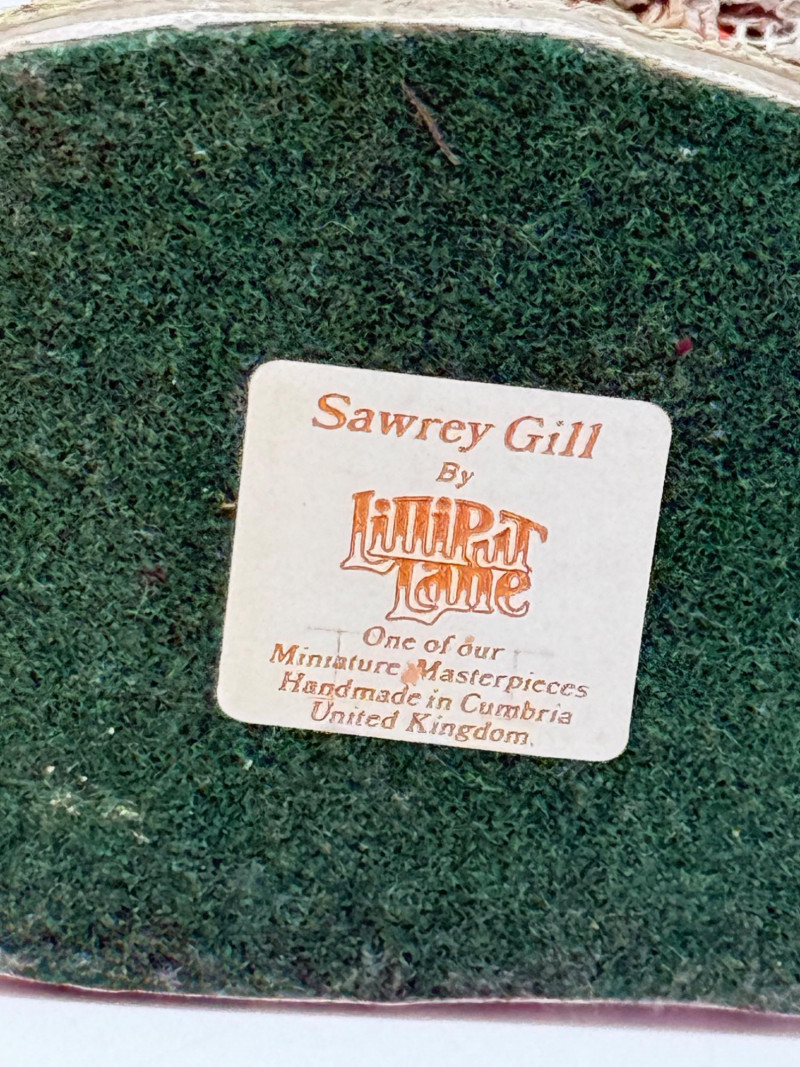 Sawrey Gill
By
Lilliput
Lane
One of our
Miniature Masterpieces
Handmade in Cumbria
United Kingdom.